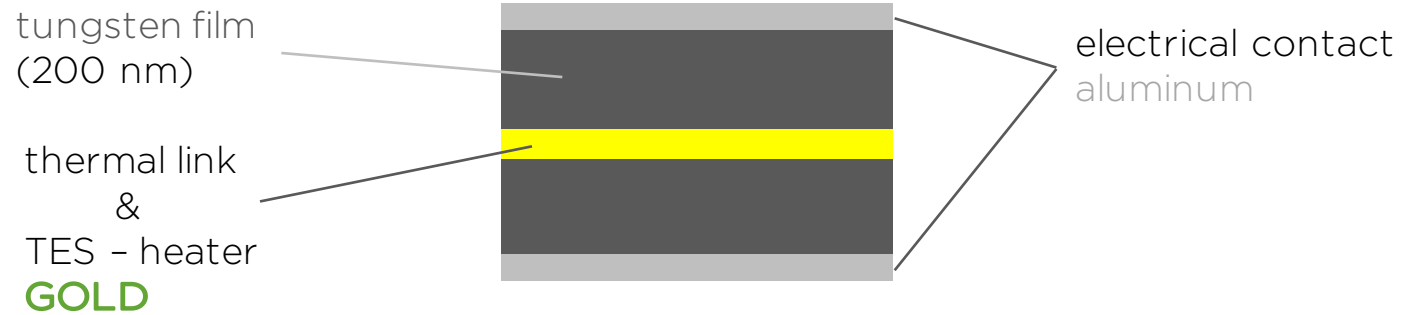 tungsten film
(200 nm)
thermal link
&
TES – heater
GOLD
electrical contact
aluminum